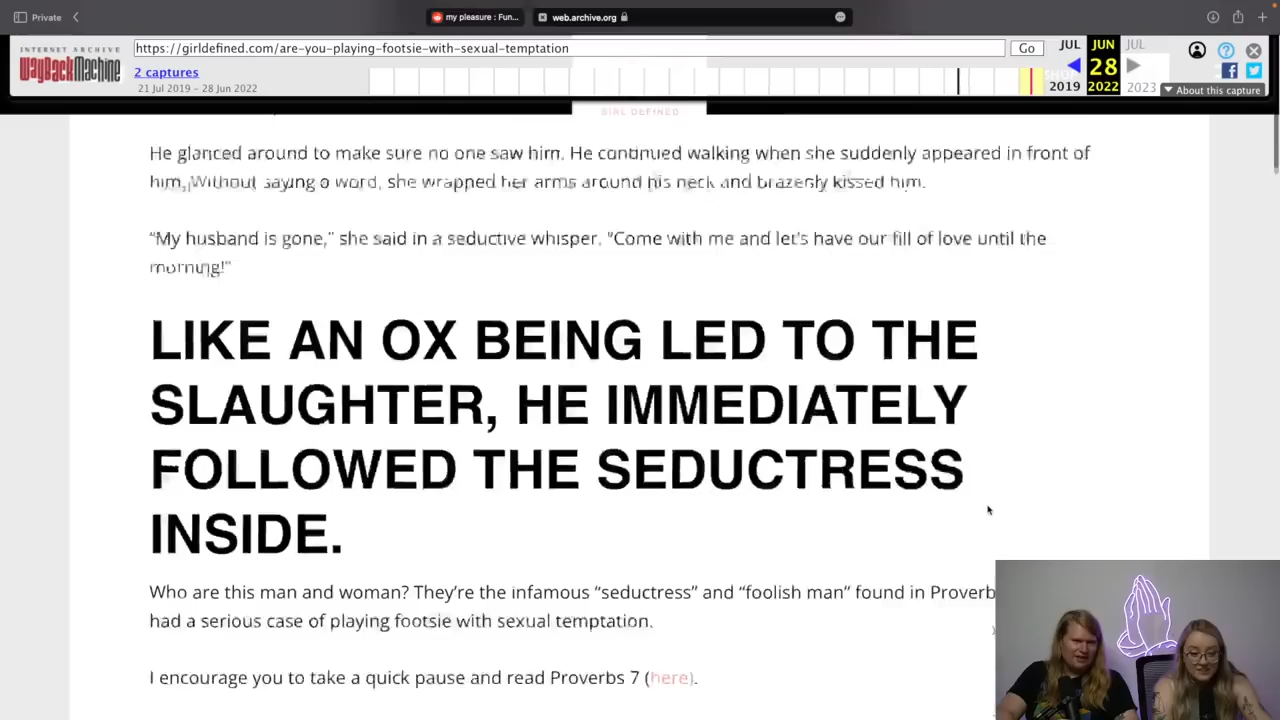 Private
my pleasure : Fun...
web.archive.org
INTERNET ARCHIVE
WayBackMachine
https://girldefined.com/are-you-playing-footsie-with-sexual-temptation
Go
JUL
JUN
JUL
2 captures
28
21 Jul 2019 – 28 Jun 2022
2019
2022
2023
About this capture
GIRL DEFINED
He glanced around to make sure no one saw him. He continued walking when she suddenly appeared in front of
him. Without saying a word, she wrapped her arms around his neck and brazenly kissed him.
“My husband is gone,” she said in a seductive whisper. “Come with me and let’s have our fill of love until the
morning!”
LIKE AN OX BEING LED TO THE
SLAUGHTER, HE IMMEDIATELY
FOLLOWED THE SEDUCTRESS
INSIDE.
Who are this man and woman? They’re the infamous “seductress” and “foolish man” found in Proverb
had a serious case of playing footsie with sexual temptation.
I encourage you to take a quick pause and read Proverbs 7 (here).